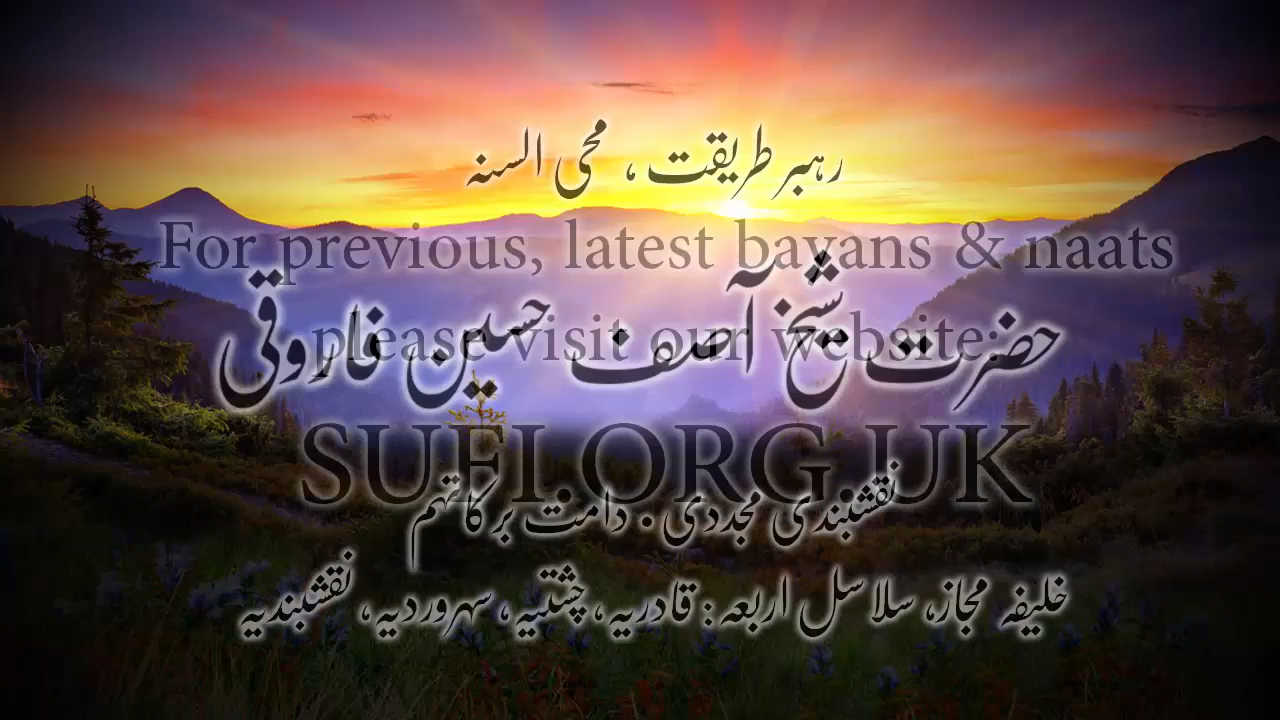 رہبر طریقت ، محی السنہ
For previous, latest bayans & naats
حضرت شیخ آصف حسین فاروقی
please visit our website:
SUFI.ORG.UK
نقشبندی مجددی . دامت برکاتہم
خلیفہ مجاز، سلاسل اربعہ : قادریہ، چشتیہ، سہروردیہ، نقشبندیہ